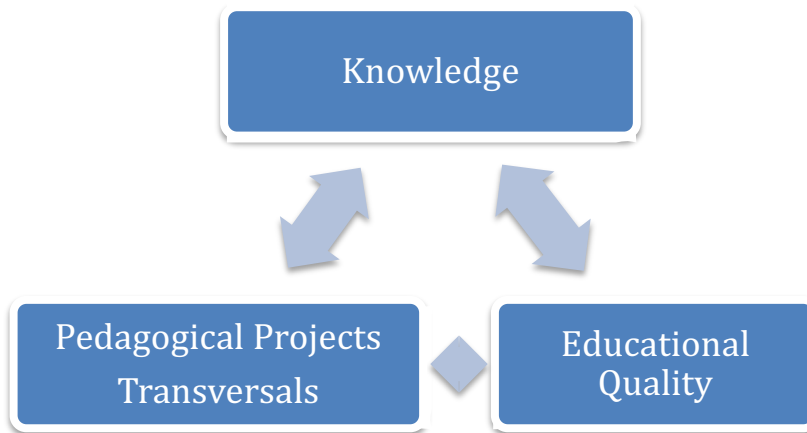 Knowledge
Pedagogical Projects
Transversals
Educational
Quality